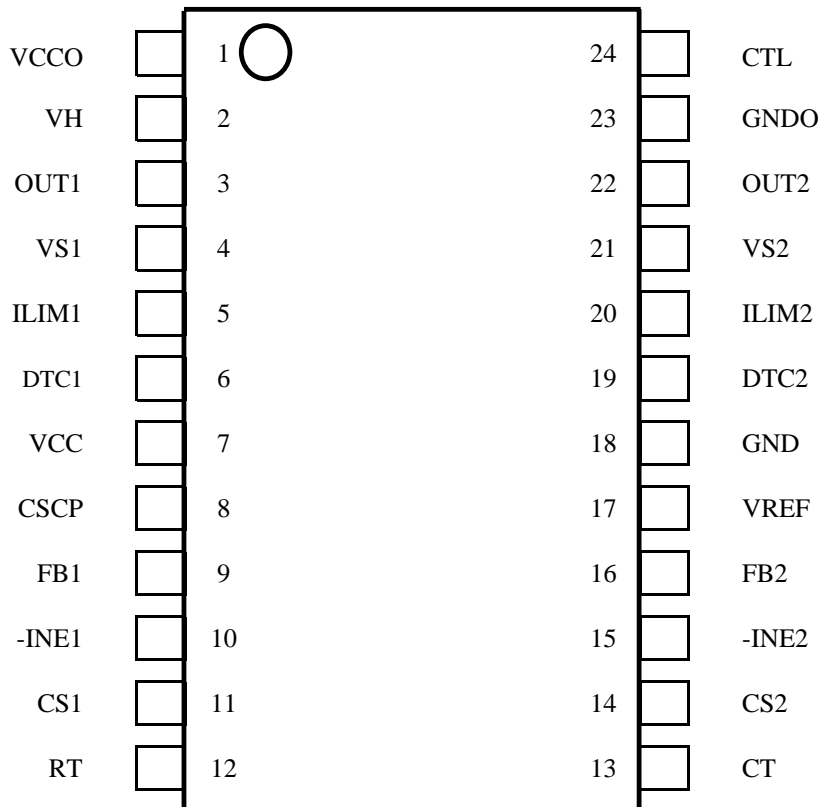 VCCO 1 24 CTL
VH 2 23 GNDO
OUT1 3 22 OUT2
VS1 4 21 VS2
ILIM1 5 20 ILIM2
DTC1 6 19 DTC2
VCC 7 18 GND
CSCP 8 17 VREF
FB1 9 16 FB2
-INE1 10 15 -INE2
CS1 11 14 CS2
RT 12 13 CT